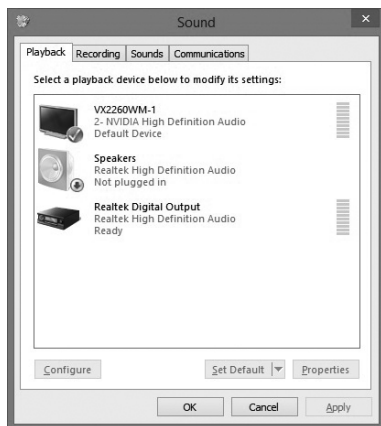 Sound
Playback Recording Sounds Communications
Select a playback device below to modify its settings:
VX2260WM-1
2- NVIDIA High Definition Audio
Default Device
Speakers
Realtek High Definition Audio
Not plugged in
Realtek Digital Output
Realtek High Definition Audio
Ready
Configure Set Default Properties
OK Cancel Apply